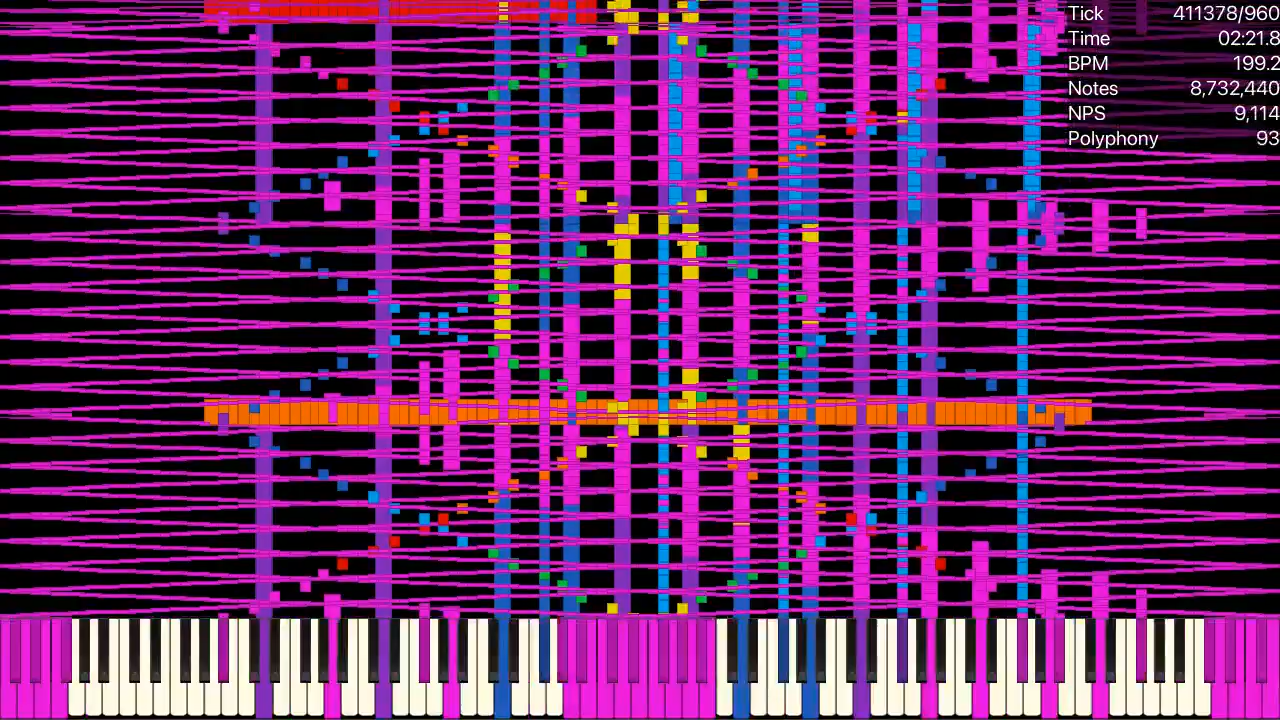 Tick 411378/960
Time 02:21.8
BPM 199.2
Notes 8,732,440
NPS 9,114
Polyphony 93